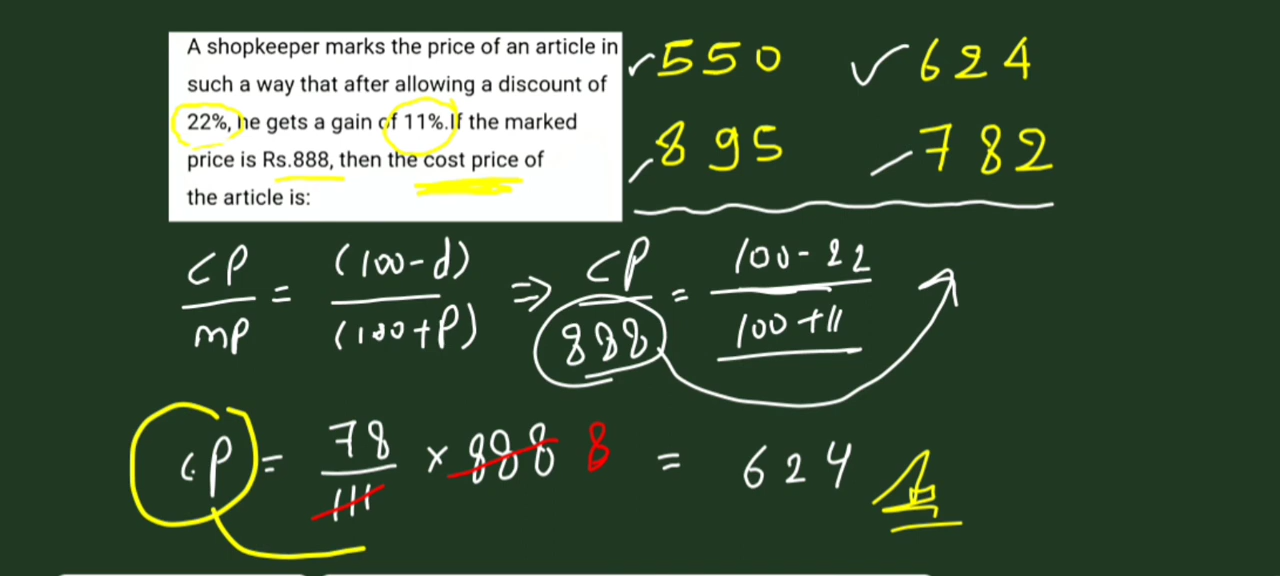 A shopkeeper marks the price of an article in
such a way that after allowing a discount of
22%, he gets a gain of 11%.If the marked
price is Rs.888, then the cost price of
the article is:
550 624
895 782
CP/MP = (100-d)/(100+P) ⇒ CP/888 = 100-22/100+11
CP = 78/111 × 888 8 = 624